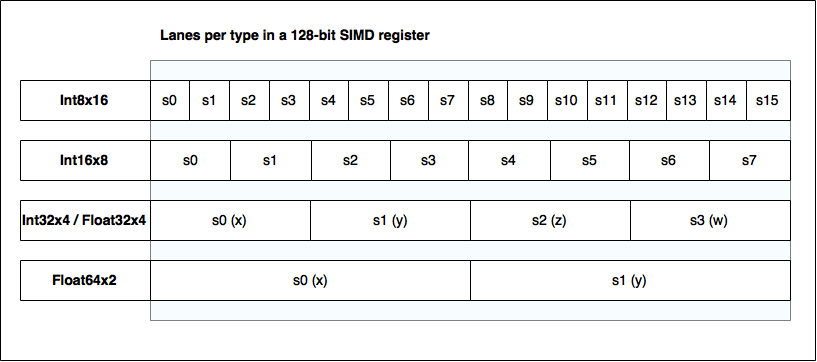 Lanes per type in a 128-bit SIMD register
Int8x16 s0 s1 s2 s3 s4 s5 s6 s7 s8 s9 s10 s11 s12 s13 s14 s15
Int16x8 s0 s1 s2 s3 s4 s5 s6 s7
Int32x4 / Float32x4 s0 (x) s1 (y) s2 (z) s3 (w)
Float64x2 s0 (x) s1 (y)